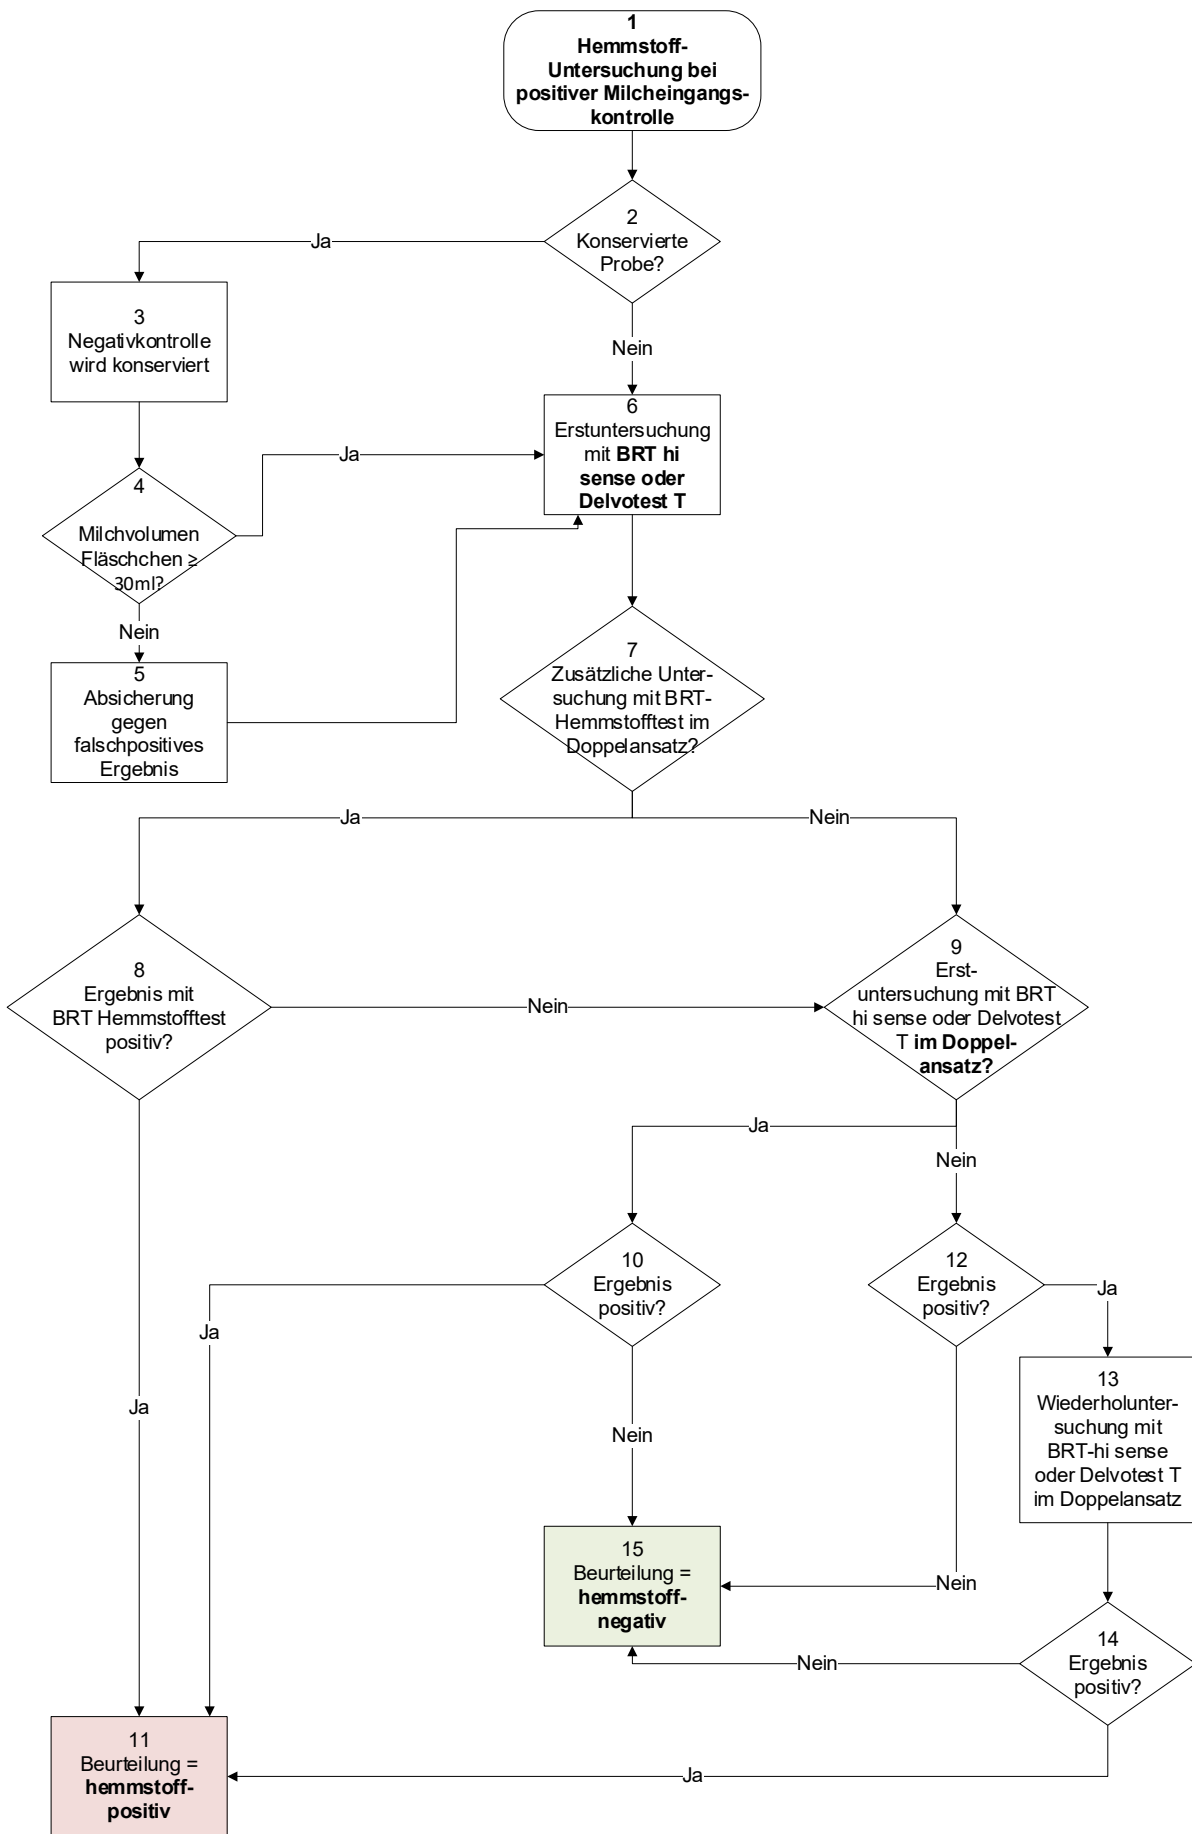 1
Hemmstoff-
Untersuchung bei
positiver Milcheingangs-
kontrolle
2
Konservierte
Probe?
Ja
Nein
3
Negativkontrolle
wird konserviert
4
Milchvolumen
Fläschchen ≥
30ml?
Ja
Nein
5
Absicherung
gegen
falschpositives
Ergebnis
6
Erstuntersuchung
mit BRT hi
sense oder
Delvotest T
7
Zusätzliche Unter-
suchung mit BRT-
Hemmstofftest im
Doppelansatz?
Ja
Nein
8
Ergebnis mit
BRT Hemmstofftest
positiv?
Nein
Ja
9
Erst-
untersuchung mit BRT
hi sense oder Delvotest
T im Doppel-
ansatz?
Ja
Nein
10
Ergebnis
positiv?
Ja
Nein
12
Ergebnis
positiv?
Ja
Nein
13
Wiederholunter-
suchung mit
BRT-hi sense
oder Delvotest T
im Doppelansatz
15
Beurteilung =
hemmstoff-
negativ
14
Ergebnis
positiv?
Nein
Ja
11
Beurteilung =
hemmstoff-
positiv